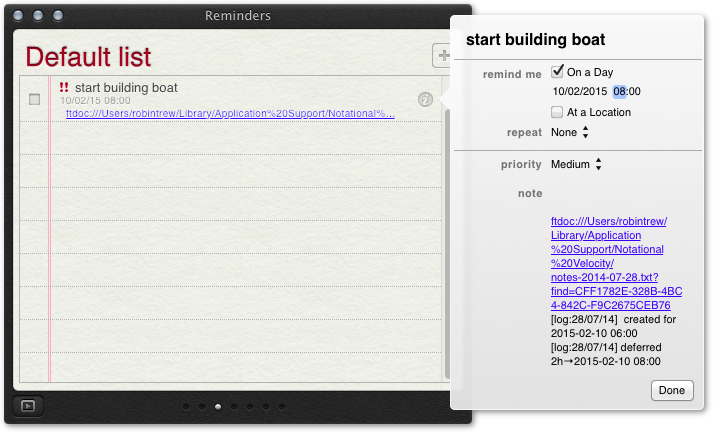 Reminders
Default list
!! start building boat
10/02/15 08:00
ftdoc:///Users/robintrew/Library/Application%20Support/Notational%...
start building boat
remind me On a Day
10/02/2015 08:00
At a Location
repeat None
priority Medium
note
ftdoc:///Users/robintrew/
Library/Application
%20Support/Notational
%20Velocity/
notes-2014-07-28.txt?
find=CFF1782E-328B-4BC
4-842C-F9C2675CEB76
[log:28/07/14]  created for
2015-02-10 06:00
[log:28/07/14] deferred
2h→2015-02-10 08:00
Done